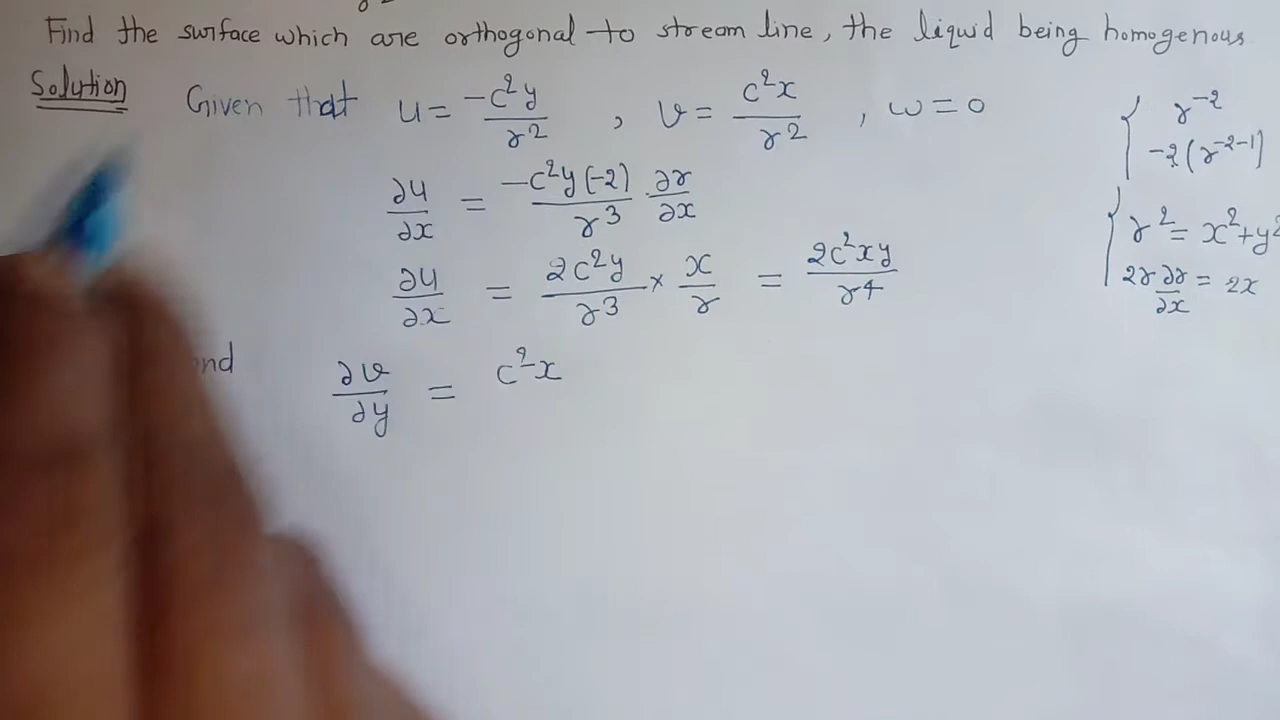 Find the surface which are orthogonal to stream line, the liquid being homogenous
Solution Given that u = -c²y/r² , v = c²x/r² , w = 0
∂u/∂x = -c²y(-2)/r³ · ∂r/∂x
∂u/∂x = 2c²y/r³ × x/r = 2c²xy/r⁴
∂v/∂y = c²x
{ r⁻²
-2(r⁻²⁻¹)
{ r² = x²+y²
2r ∂r/∂x = 2x